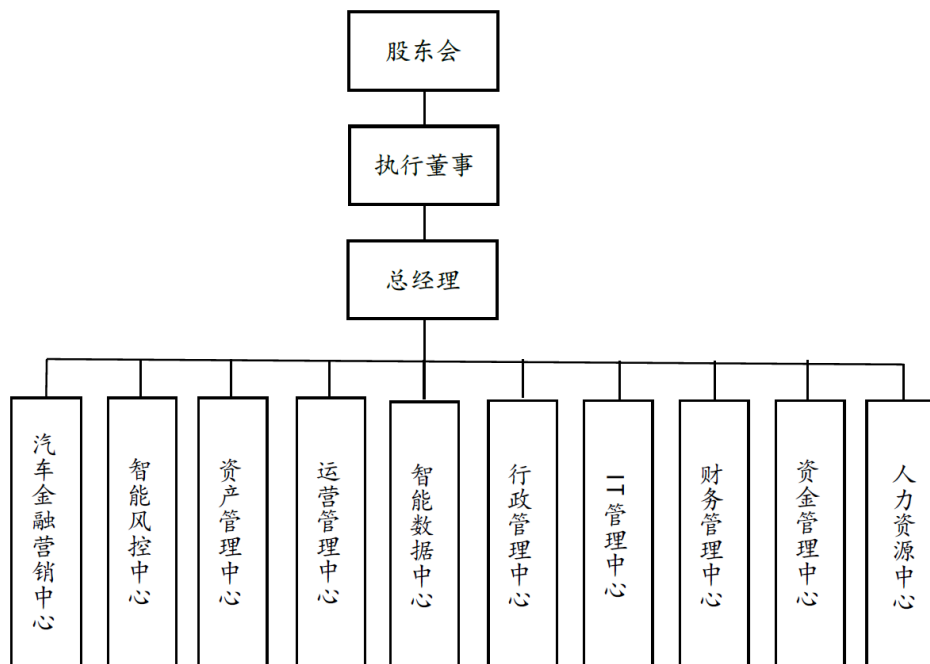 股东会
执行董事
总经理
汽车金融营销中心
智能风控中心
资产管理中心
运营管理中心
智能数据中心
行政管理中心
IT管理中心
财务管理中心
资金管理中心
人力资源中心